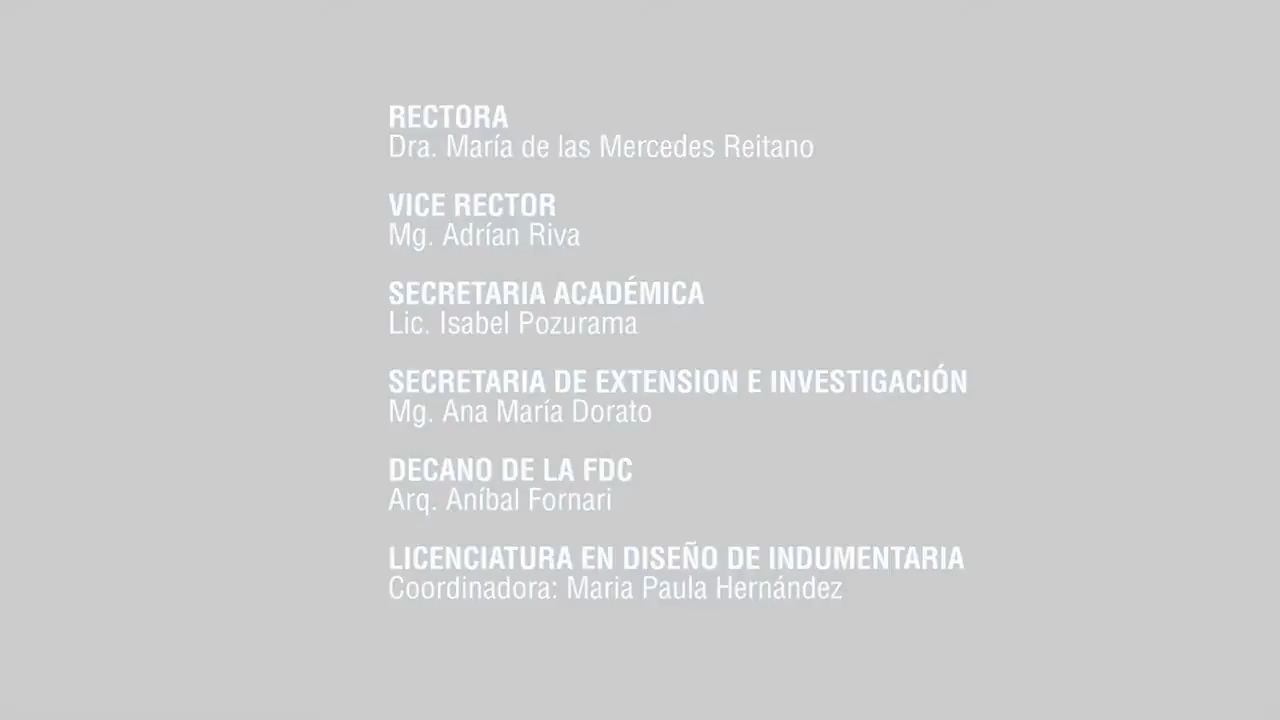 RECTORA
Dra. María de las Mercedes Reitano
VICE RECTOR
Mg. Adrían Riva
SECRETARIA ACADÉMICA
Lic. Isabel Pozurama
SECRETARIA DE EXTENSION E INVESTIGACIÓN
Mg. Ana María Dorato
DECANO DE LA FDC
Arq. Aníbal Fornari
LICENCIATURA EN DISEÑO DE INDUMENTARIA
Coordinadora: Maria Paula Hernández